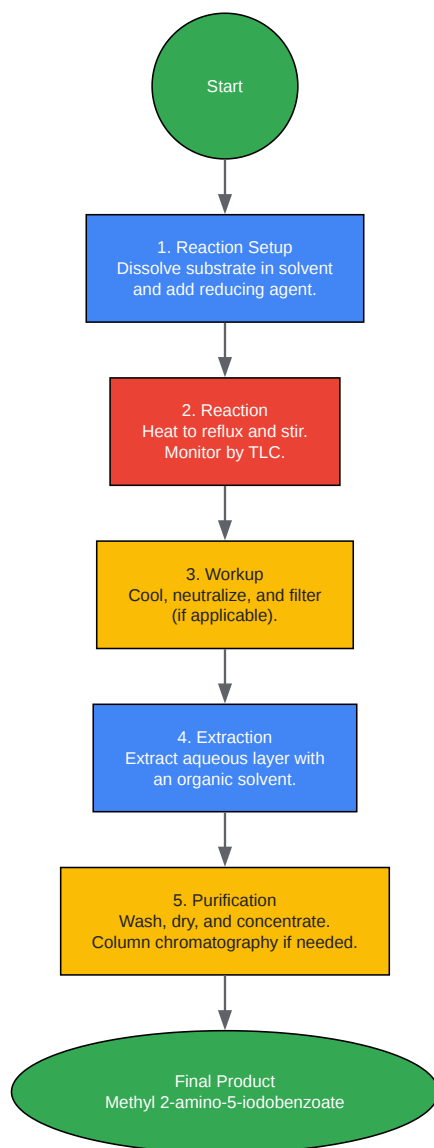 Start
1. Reaction Setup
Dissolve substrate in solvent
and add reducing agent.
2. Reaction
Heat to reflux and stir.
Monitor by TLC.
3. Workup
Cool, neutralize, and filter
(if applicable).
4. Extraction
Extract aqueous layer with
an organic solvent.
5. Purification
Wash, dry, and concentrate.
Column chromatography if needed.
Final Product
Methyl 2-amino-5-iodobenzoate